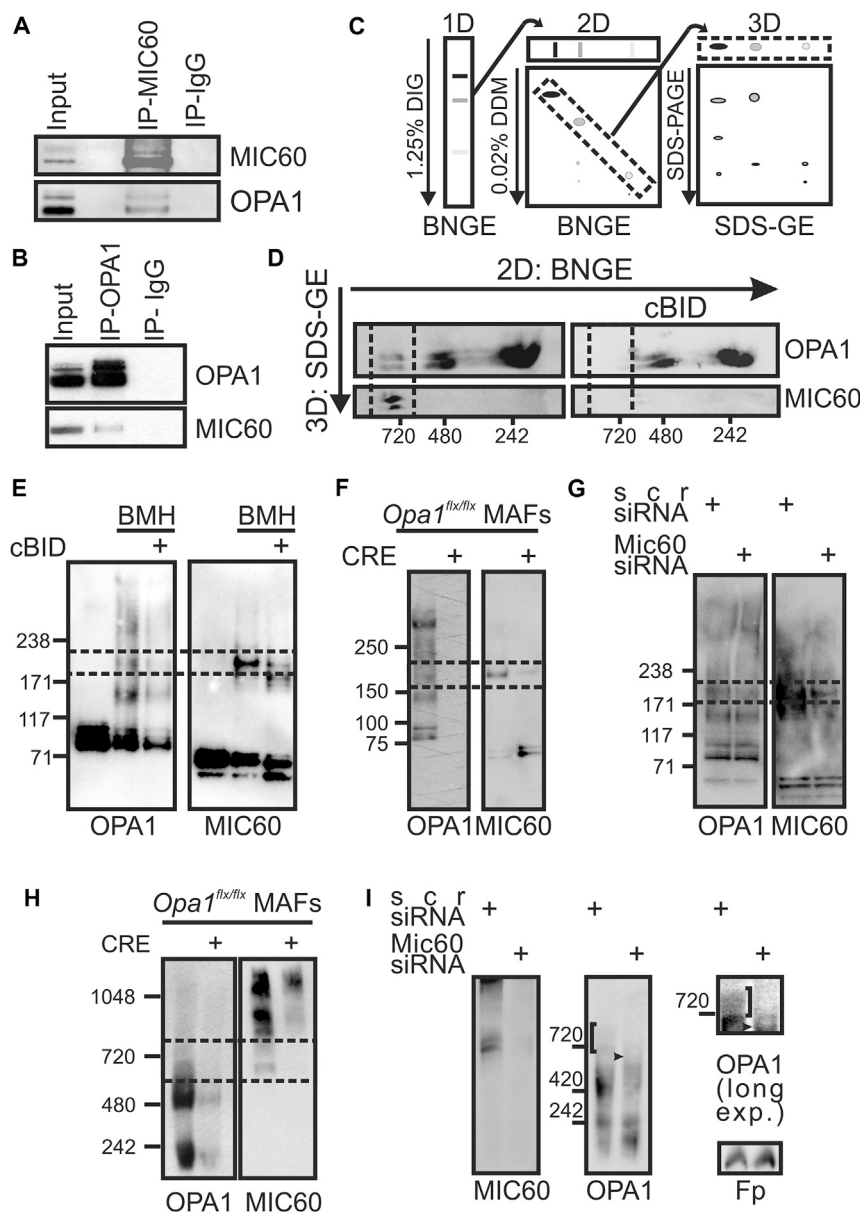 A
Input
IP-MIC60
IP-IgG
MIC60
OPA1
B
Input
IP-OPA1
IP- IgG
OPA1
MIC60
C
1D
2D
3D
1.25% DIG
0.02% DDM
SDS-PAGE
BNGE
BNGE
SDS-GE
D
2D: BNGE
3D: SDS-GE
cBID
OPA1
MIC60
720 480 242
720 480 242
E
BMH BMH
cBID + +
238
171
117
71
OPA1 MIC60
F
Opa1flx/flx MAFs
CRE + +
250
150
100
75
OPA1 MIC60
G
s c r
siRNA + +
Mic60
siRNA + +
238
171
117
71
OPA1 MIC60
H
Opa1flx/flx MAFs
CRE + +
1048
720
480
242
OPA1 MIC60
I
s c r
siRNA + + +
Mic60
siRNA + + +
720
420
242
720
MIC60
OPA1
OPA1
(long
exp.)
Fp